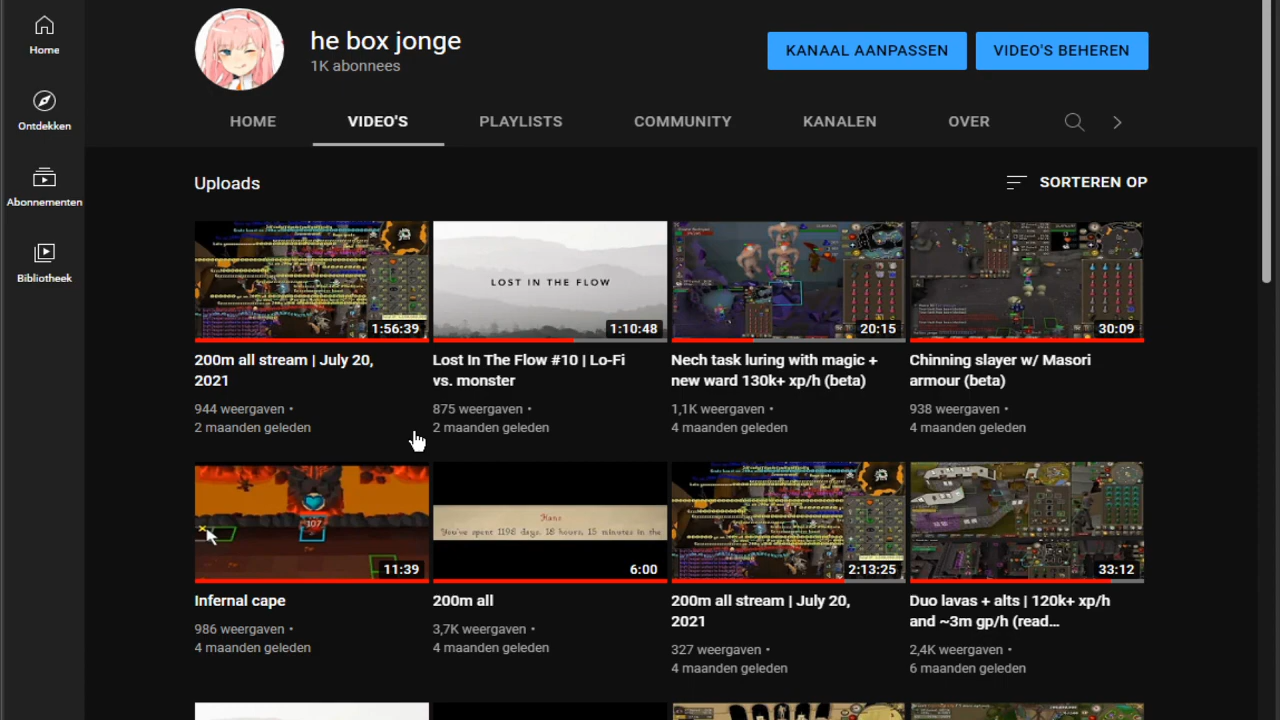 Home
Ontdekken
Abonnementen
Bibliotheek
he box jonge
1K abonnees
KANAAL AANPASSEN
VIDEO'S BEHEREN
HOME
VIDEO'S
PLAYLISTS
COMMUNITY
KANALEN
OVER
Uploads
SORTEREN OP
1:56:39
200m all stream | July 20,
2021
944 weergaven •
2 maanden geleden
LOST IN THE FLOW
1:10:48
Lost In The Flow #10 | Lo-Fi
vs. monster
875 weergaven •
2 maanden geleden
20:15
Nech task luring with magic +
new ward 130k+ xp/h (beta)
1,1K weergaven •
4 maanden geleden
30:09
Chinning slayer w/ Masori
armour (beta)
938 weergaven •
4 maanden geleden
107
11:39
Infernal cape
986 weergaven •
4 maanden geleden
Hans
You've spent 1198 days, 18 hours, 15 minutes in the
6:00
200m all
3,7K weergaven •
4 maanden geleden
2:13:25
200m all stream | July 20,
2021
327 weergaven •
4 maanden geleden
33:12
Duo lavas + alts | 120k+ xp/h
and ~3m gp/h (read...
2,4K weergaven •
6 maanden geleden